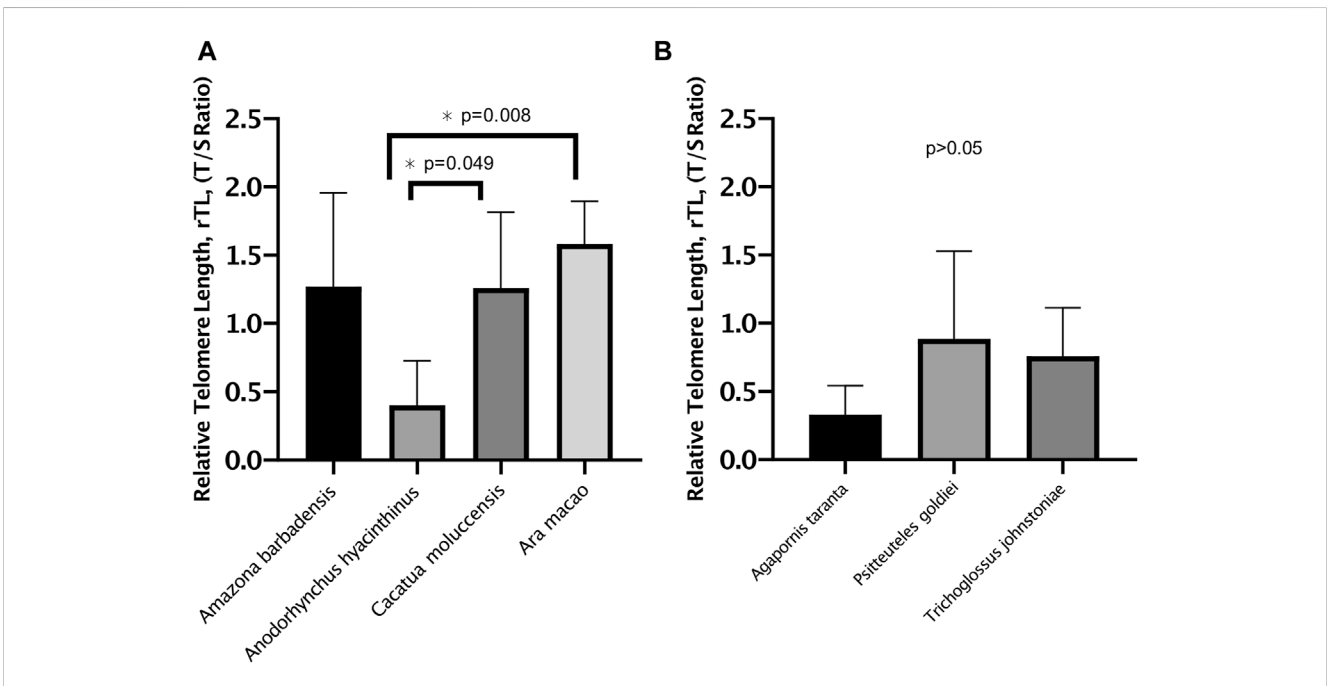 A
Relative Telomere Length, rTL, (T/S Ratio)
2.5
2.0
1.5
1.0
0.5
0.0
* p=0.008
* p=0.049
Amazona barbadensis
Anodorhynchus hyacinthinus
Cacatua moluccensis
Ara macao
B
Relative Telomere Length, rTL, (T/S Ratio)
2.5
2.0
1.5
1.0
0.5
0.0
p>0.05
Agapornis taranta
Psitteuteles goldiei
Trichoglossus johnstoniae